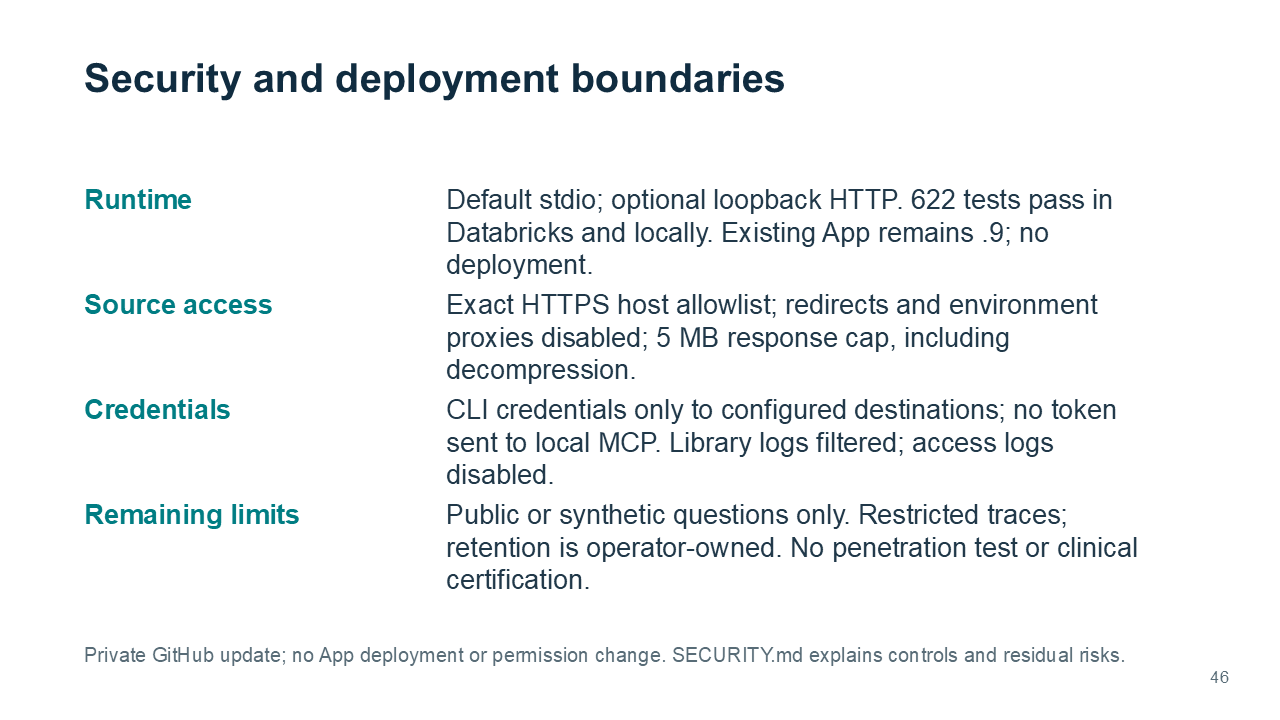 Security and deployment boundaries
Runtime
Default stdio; optional loopback HTTP. 622 tests pass in
Databricks and locally. Existing App remains .9; no
deployment.
Source access
Exact HTTPS host allowlist; redirects and environment
proxies disabled; 5 MB response cap, including
decompression.
Credentials
CLI credentials only to configured destinations; no token
sent to local MCP. Library logs filtered; access logs
disabled.
Remaining limits
Public or synthetic questions only. Restricted traces;
retention is operator-owned. No penetration test or clinical
certification.
Private GitHub update; no App deployment or permission change. SECURITY.md explains controls and residual risks.
46